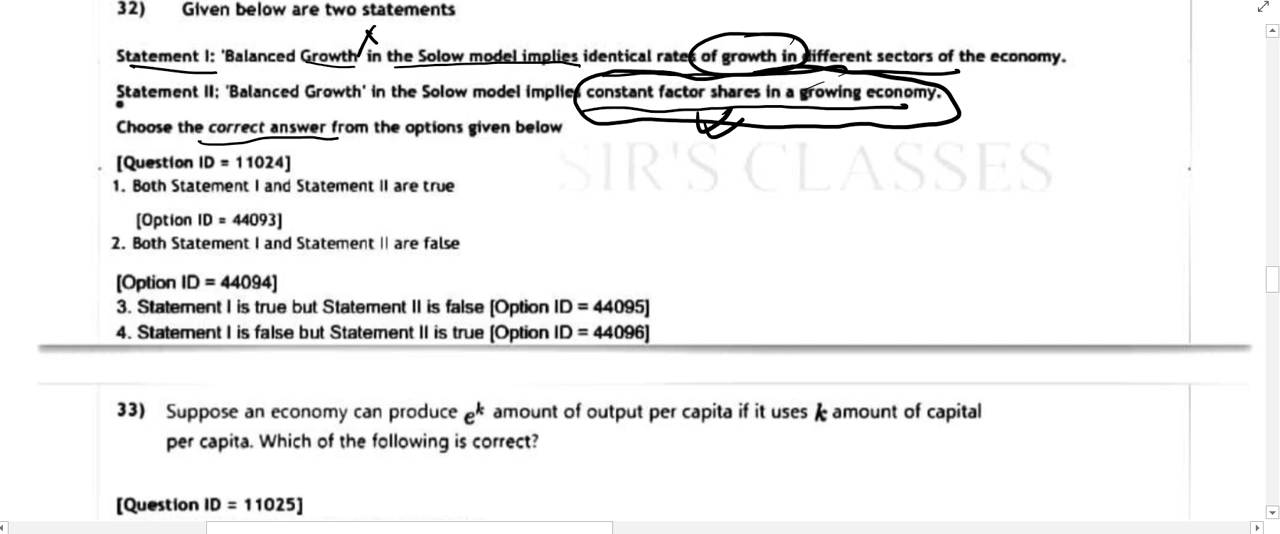 32) Given below are two statements
Statement I: 'Balanced Growth' in the Solow model implies identical rates of growth in different sectors of the economy.
Statement II: 'Balanced Growth' in the Solow model implies constant factor shares in a growing economy.
Choose the correct answer from the options given below
[Question ID = 11024]
SIR'S CLASSES
1. Both Statement I and Statement II are true
[Option ID = 44093]
2. Both Statement I and Statement II are false
[Option ID = 44094]
3. Statement I is true but Statement II is false [Option ID = 44095]
4. Statement I is false but Statement II is true [Option ID = 44096]
33) Suppose an economy can produce e^k amount of output per capita if it uses k amount of capital
per capita. Which of the following is correct?
[Question ID = 11025]